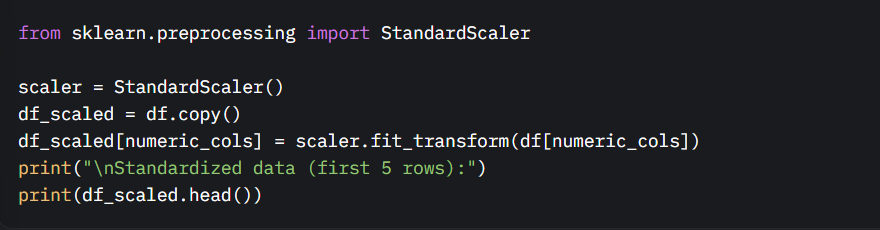 from sklearn.preprocessing import StandardScaler
scaler = StandardScaler()
df_scaled = df.copy()
df_scaled[numeric_cols] = scaler.fit_transform(df[numeric_cols])
print("\nStandardized data (first 5 rows):")
print(df_scaled.head())